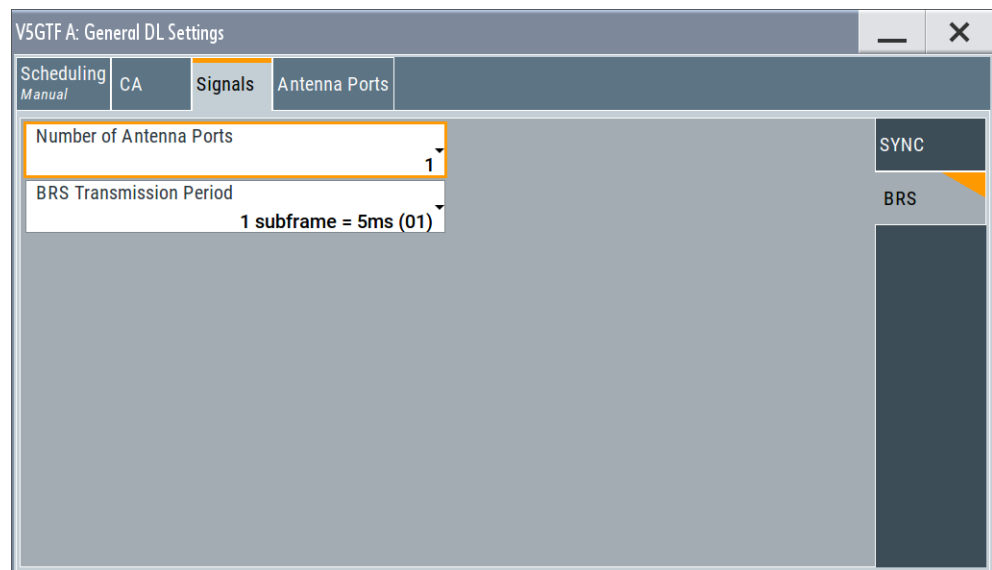 V5GTF A: General DL Settings
Scheduling
Manual
CA
Signals
Antenna Ports
Number of Antenna Ports
1
BRS Transmission Period
1 subframe = 5ms (01)
SYNC
BRS